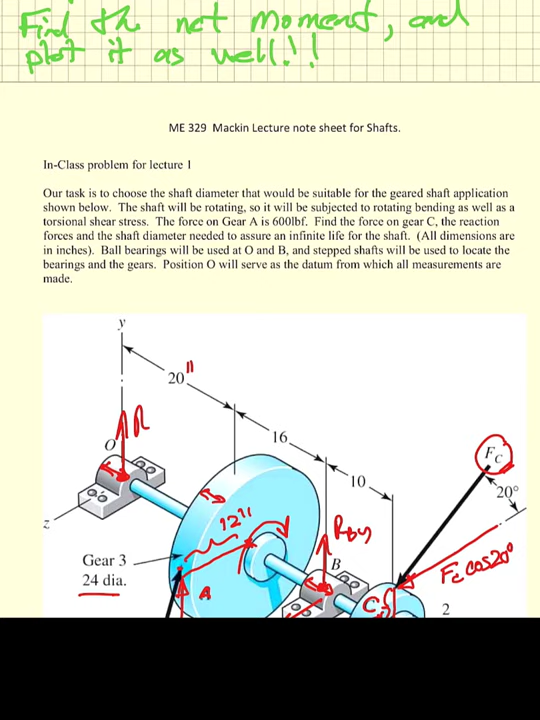 Find the net moment, and
plot it as well!!
ME 329 Mackin Lecture note sheet for Shafts.
In-Class problem for lecture 1
Our task is to choose the shaft diameter that would be suitable for the geared shaft application
shown below. The shaft will be rotating, so it will be subjected to rotating bending as well as a
torsional shear stress. The force on Gear A is 600lbf. Find the force on gear C, the reaction
forces and the shaft diameter needed to assure an infinite life for the shaft. (All dimensions are
in inches). Ball bearings will be used at O and B, and stepped shafts will be used to locate the
bearings and the gears. Position O will serve as the datum from which all measurements are
made.
y
20"
R
O
16
FC
10
20°
z
12"
RBy
Gear 3
B
FC cos20°
24 dia.
A
C
2